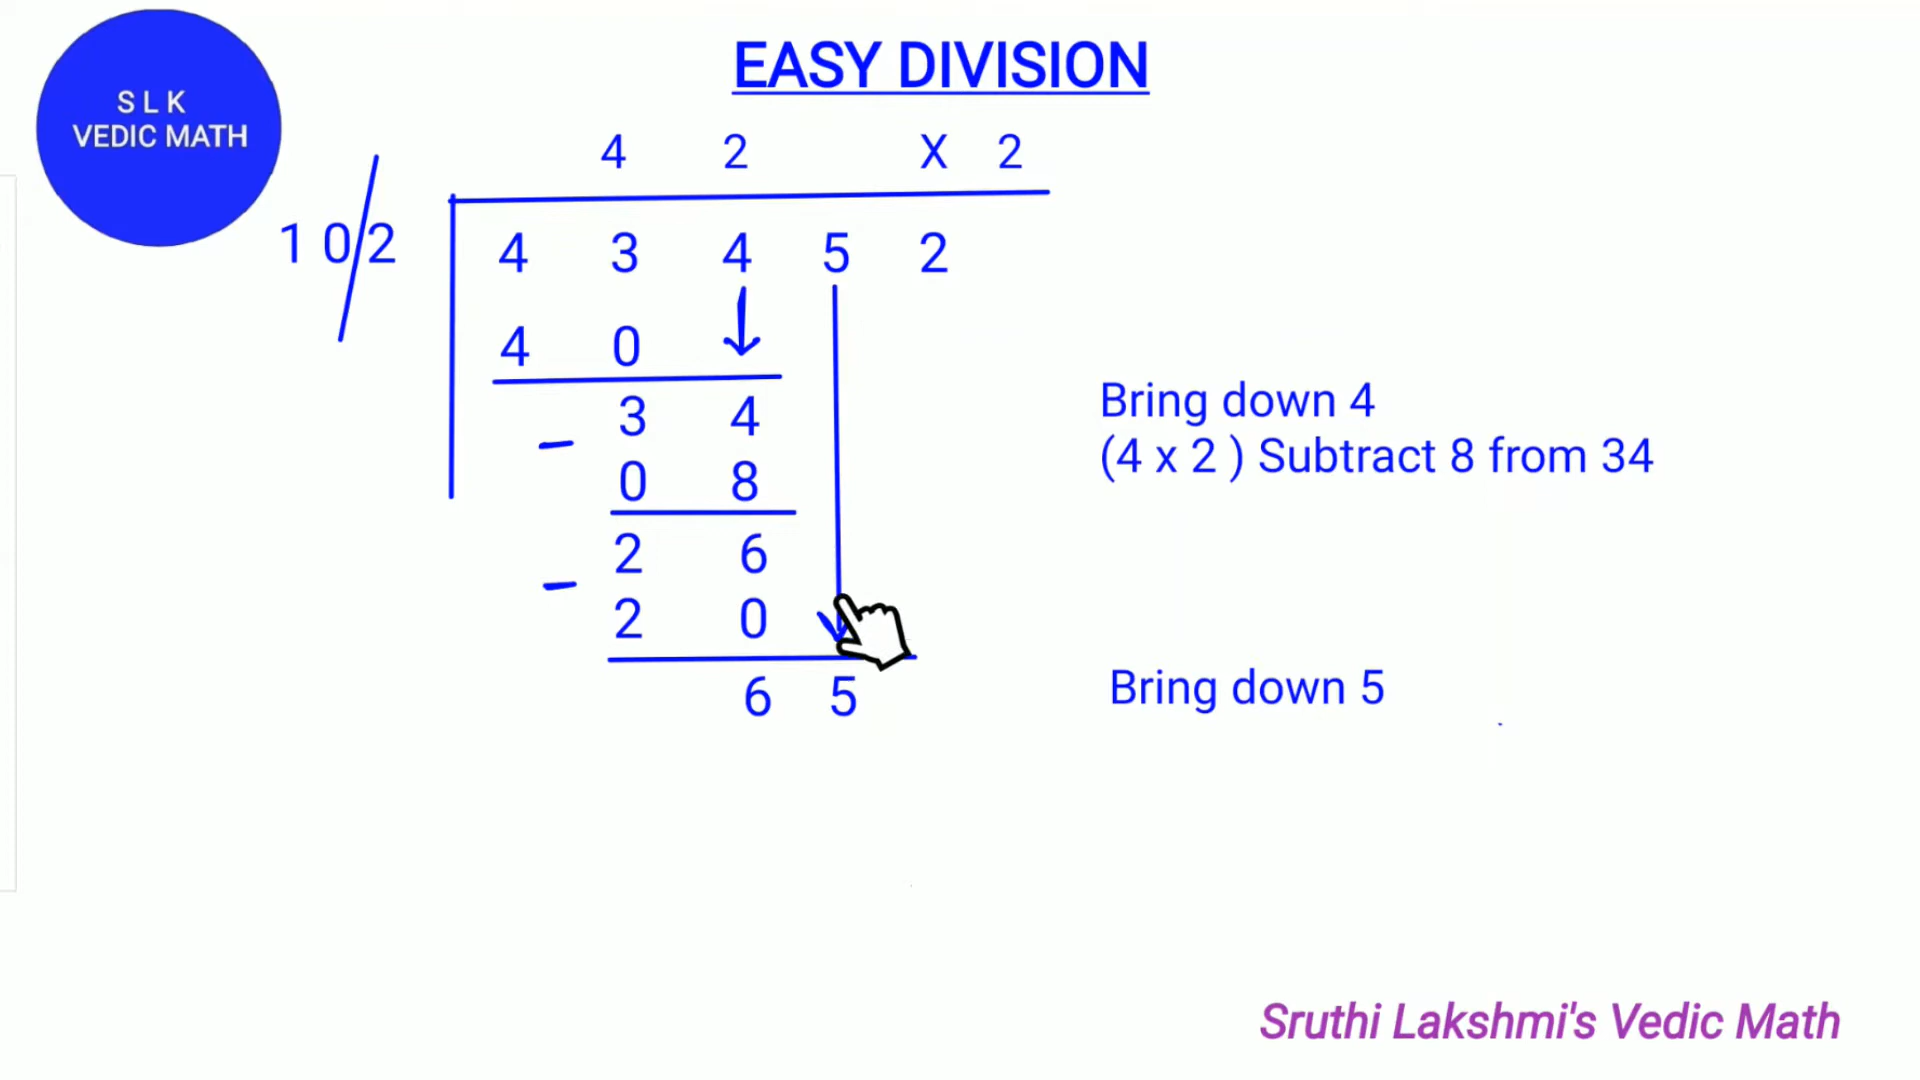 S L K
VEDIC MATH
EASY DIVISION
4 2 X 2
1 0/2 4 3 4 5 2
4 0
3 4
- 0 8
2 6
- 2 0
6 5
Bring down 4
(4 x 2 ) Subtract 8 from 34
Bring down 5
Sruthi Lakshmi's Vedic Math